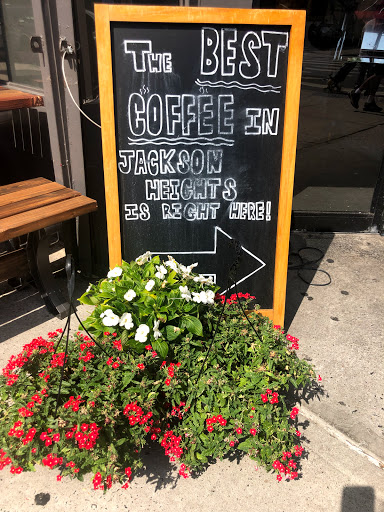 The BEST
COFFEE IN
JACKSON
HEIGHTS
IS RIGHT HERE!